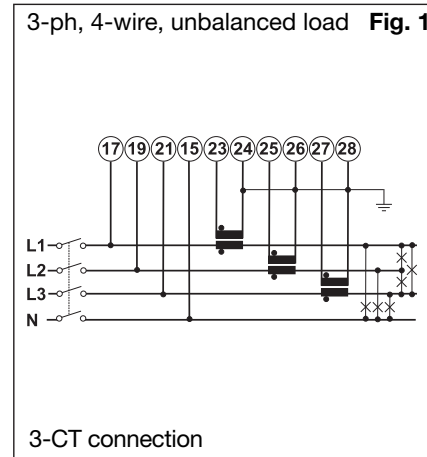 3-ph, 4-wire, unbalanced load Fig. 1
17 19 21 15 23 24 25 26 27 28
L1
L2
L3
N
3-CT connection